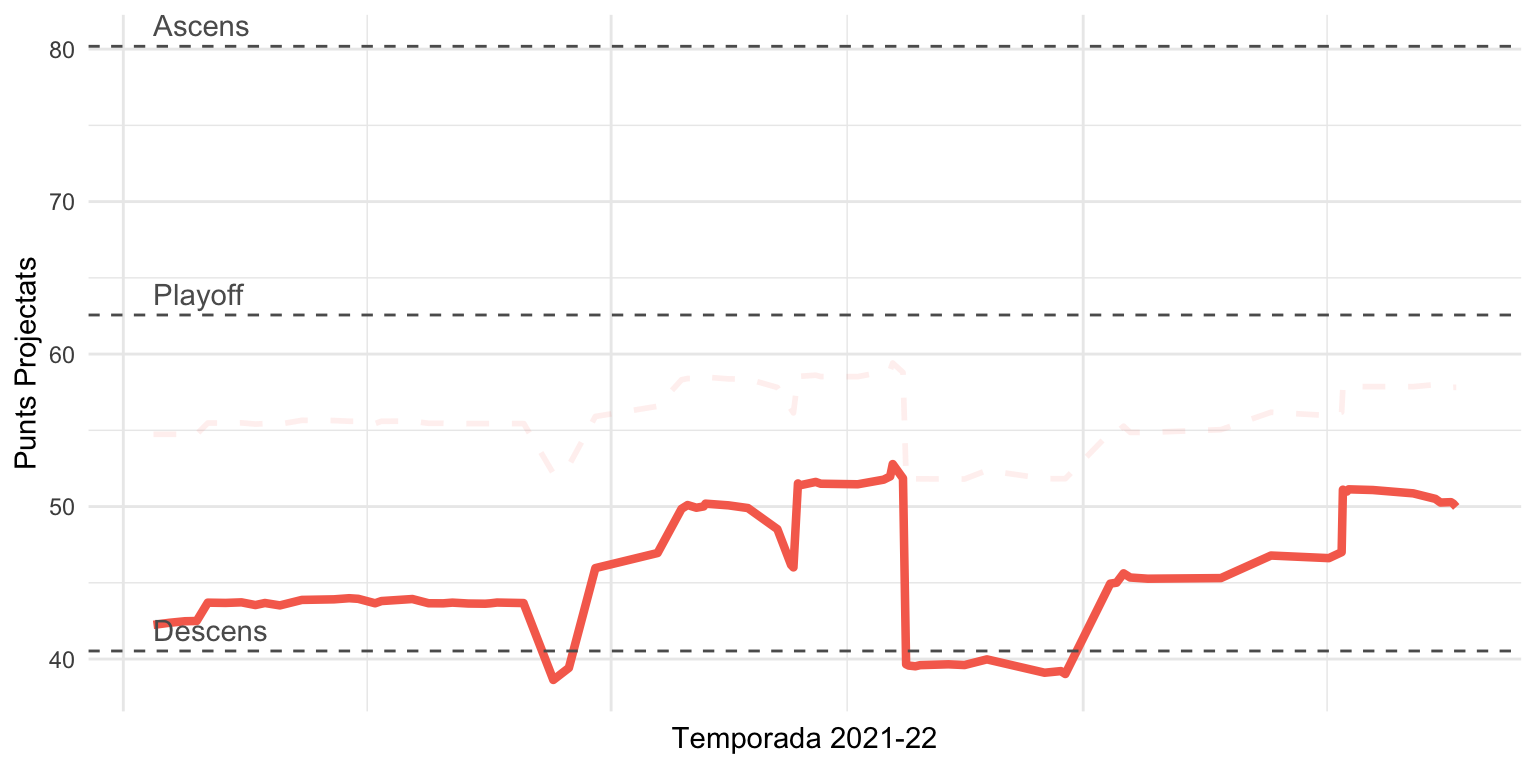 Ascens
80
70
Playoff
60
50
Descens
40
Punts Projectats
Temporada 2021-22